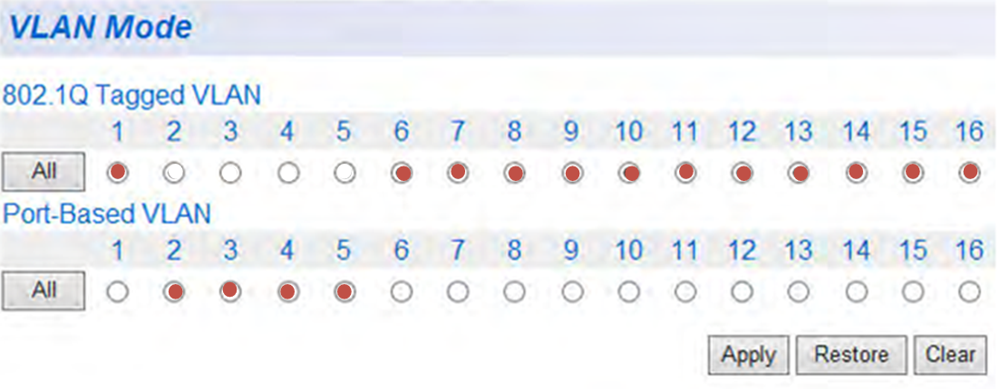 VLAN Mode
802.1Q Tagged VLAN
1 2 3 4 5 6 7 8 9 10 11 12 13 14 15 16
All
Port-Based VLAN
1 2 3 4 5 6 7 8 9 10 11 12 13 14 15 16
All
Apply Restore Clear